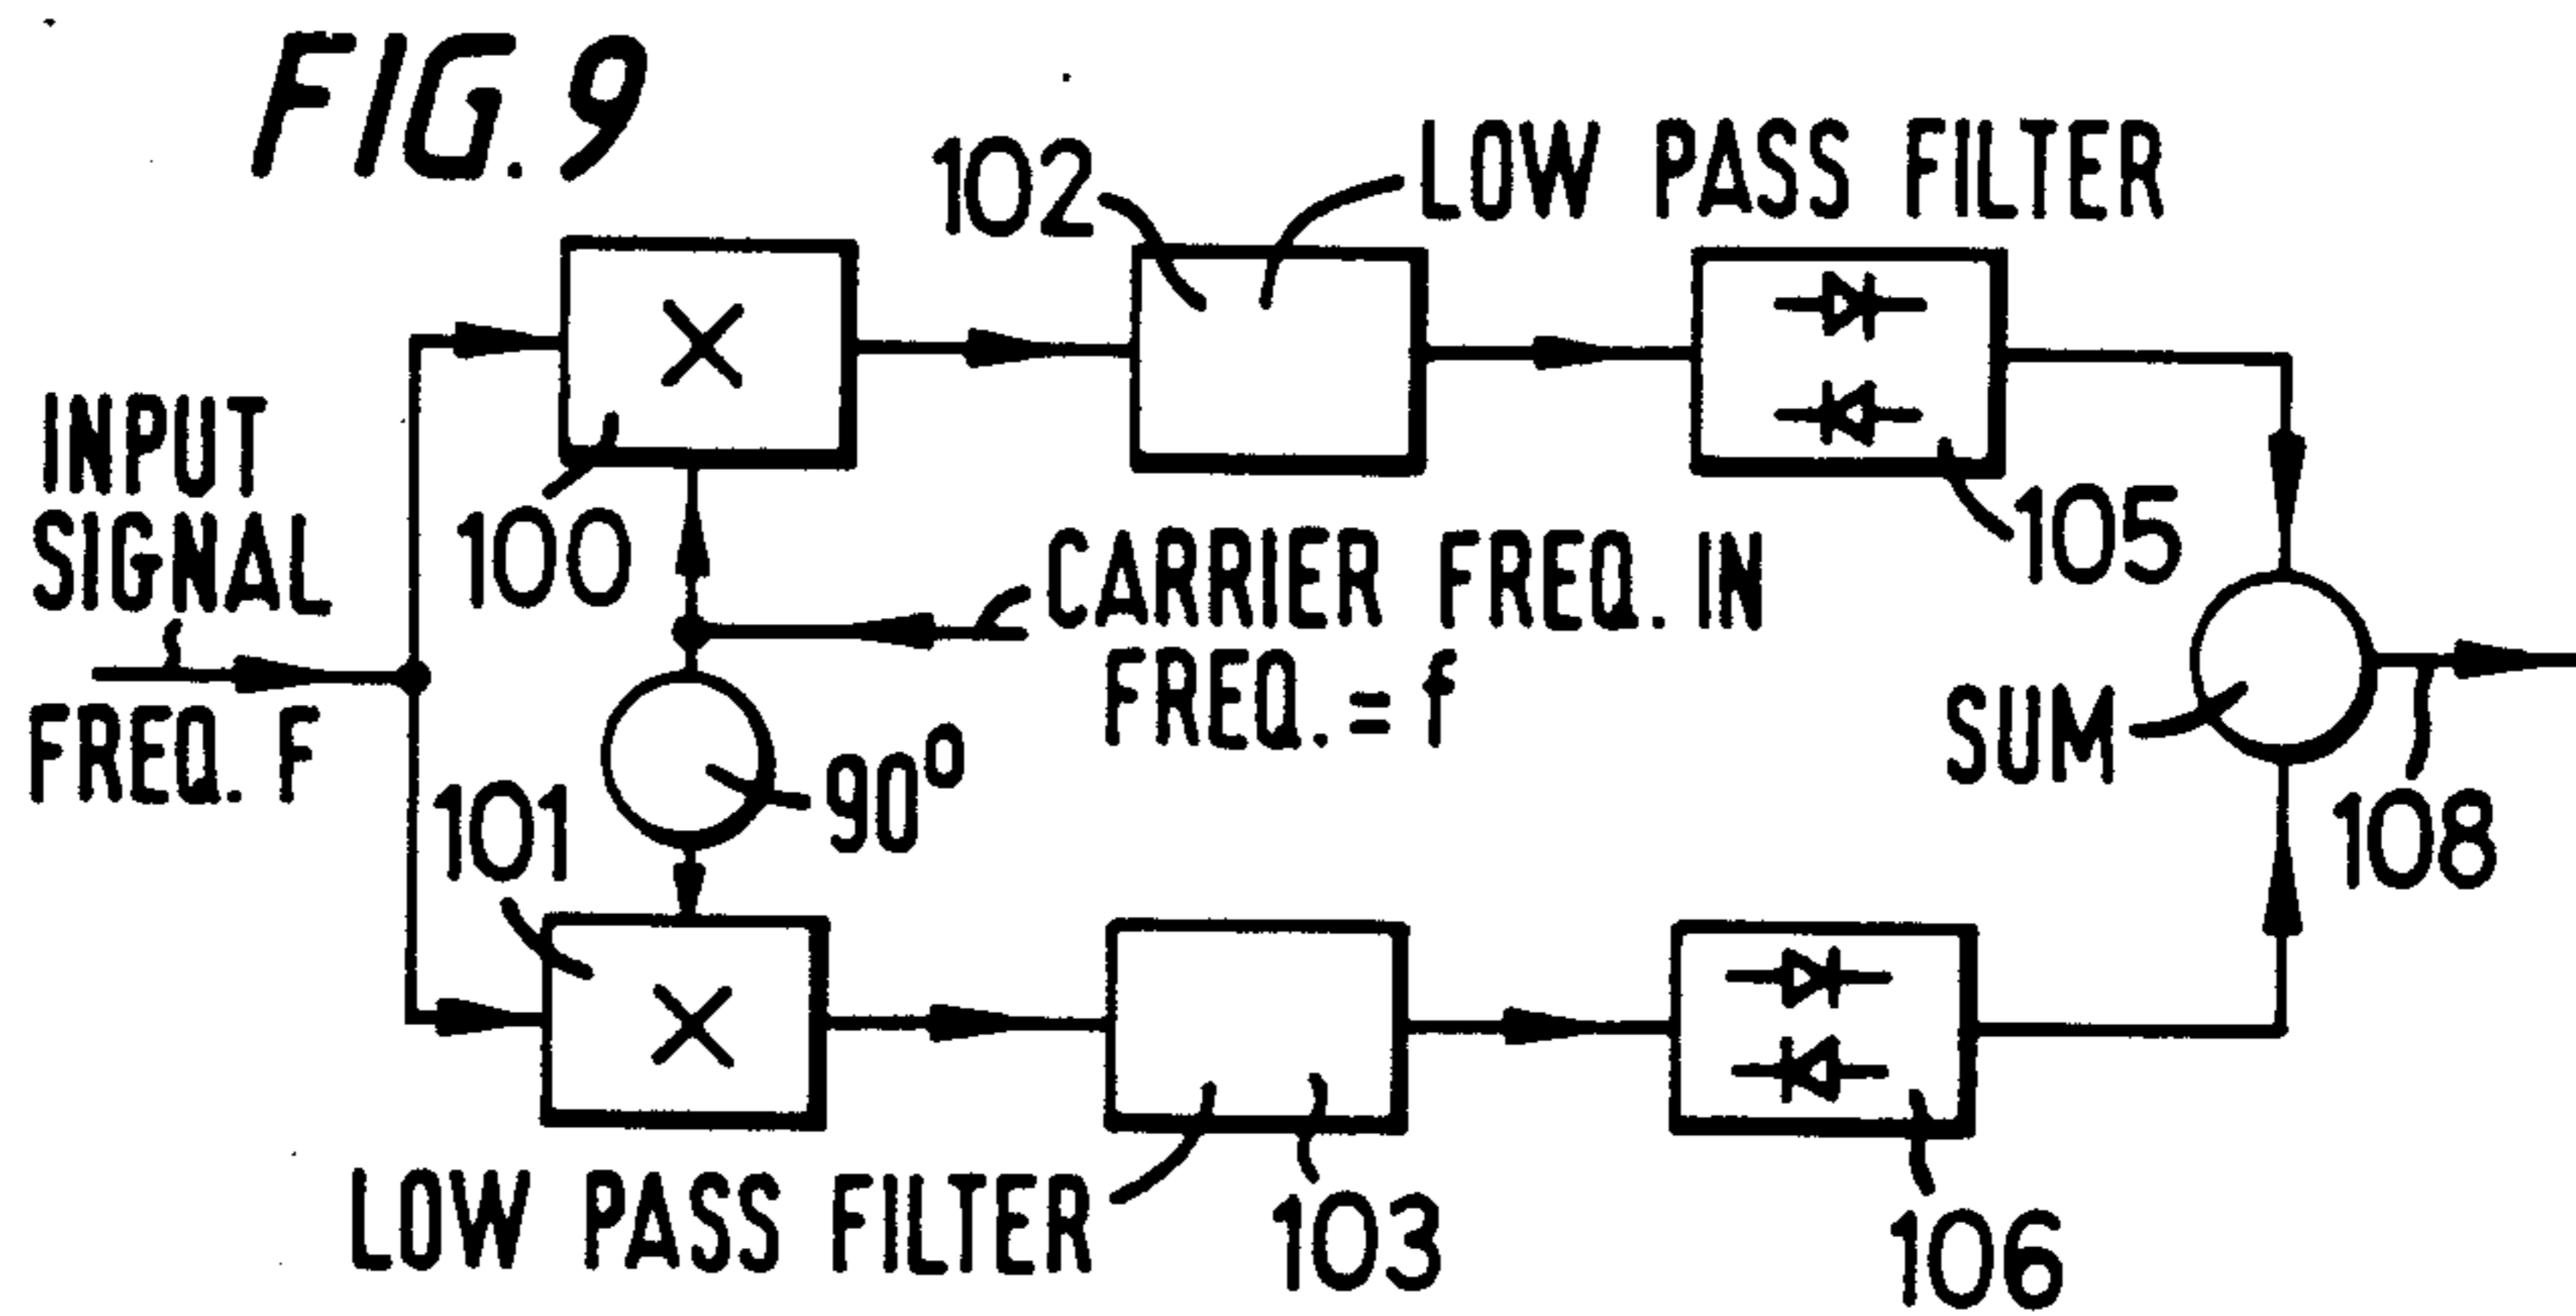 FIG. 9
102
LOW PASS FILTER
INPUT
SIGNAL
FREQ. F
100
CARRIER FREQ. IN
FREQ. = f
105
90°
SUM
108
101
LOW PASS FILTER
103
106